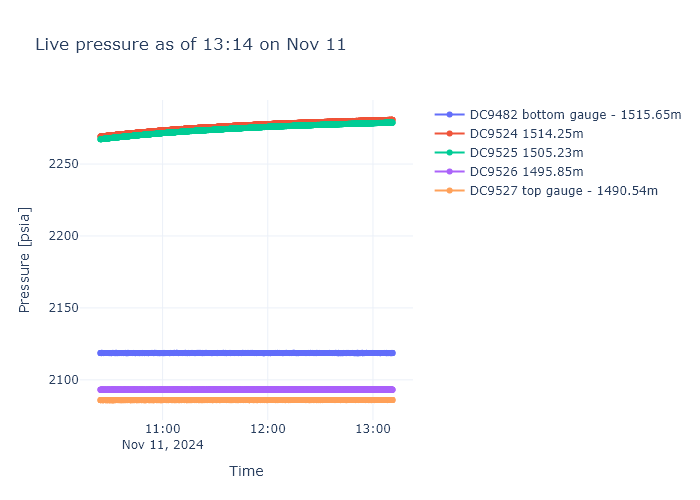 Live pressure as of 13:14 on Nov 11
DC9482 bottom gauge - 1515.65m
DC9524 1514.25m
DC9525 1505.23m
DC9526 1495.85m
DC9527 top gauge - 1490.54m
Pressure [psia]
2250
2200
2150
2100
11:00
Nov 11, 2024
12:00
13:00
Time